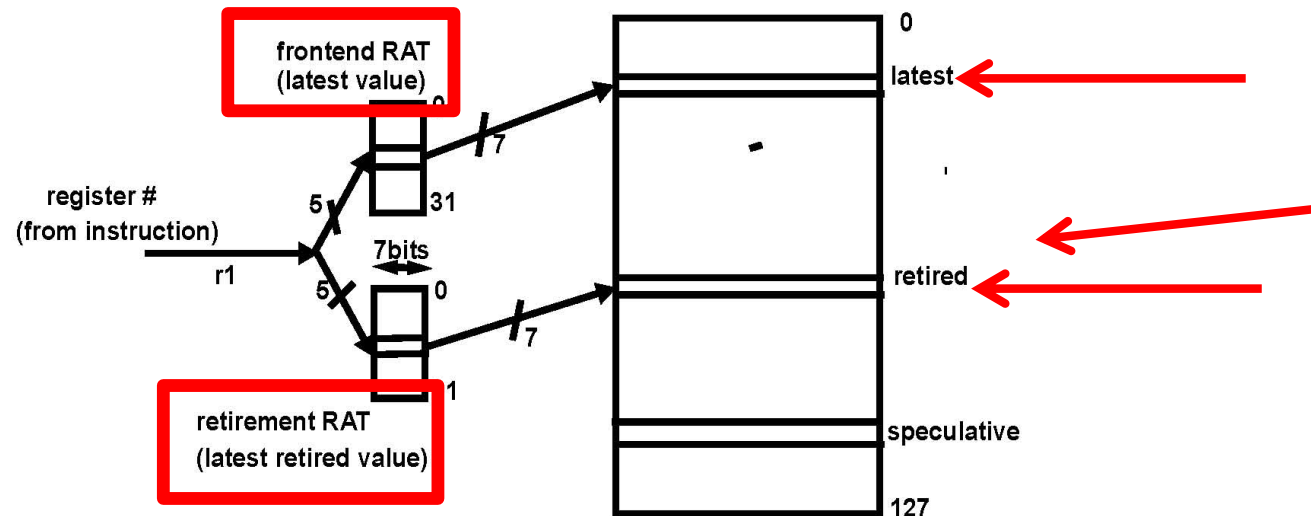 frontend RAT
(latest value)
0
31
7
5
register #
(from instruction)
r1
7bits
5
0
1
7
retirement RAT
(latest retired value)
0
latest
retired
speculative
127